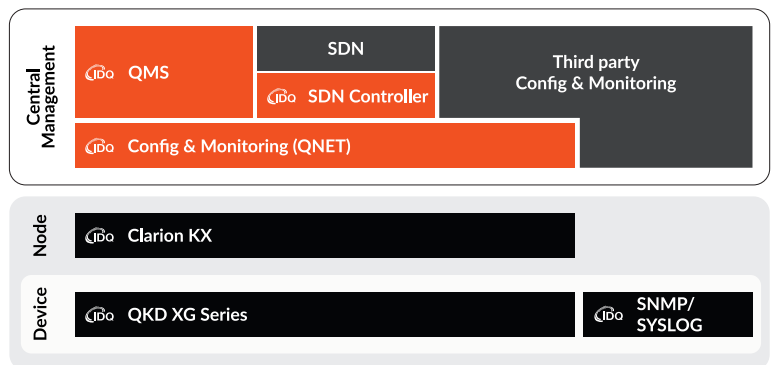 Central
Management
IDQ QMS
SDN
IDQ SDN Controller
Third party
Config & Monitoring
IDQ Config & Monitoring (QNET)
Node
IDQ Clarion KX
Device
IDQ QKD XG Series
IDQ SNMP/
SYSLOG